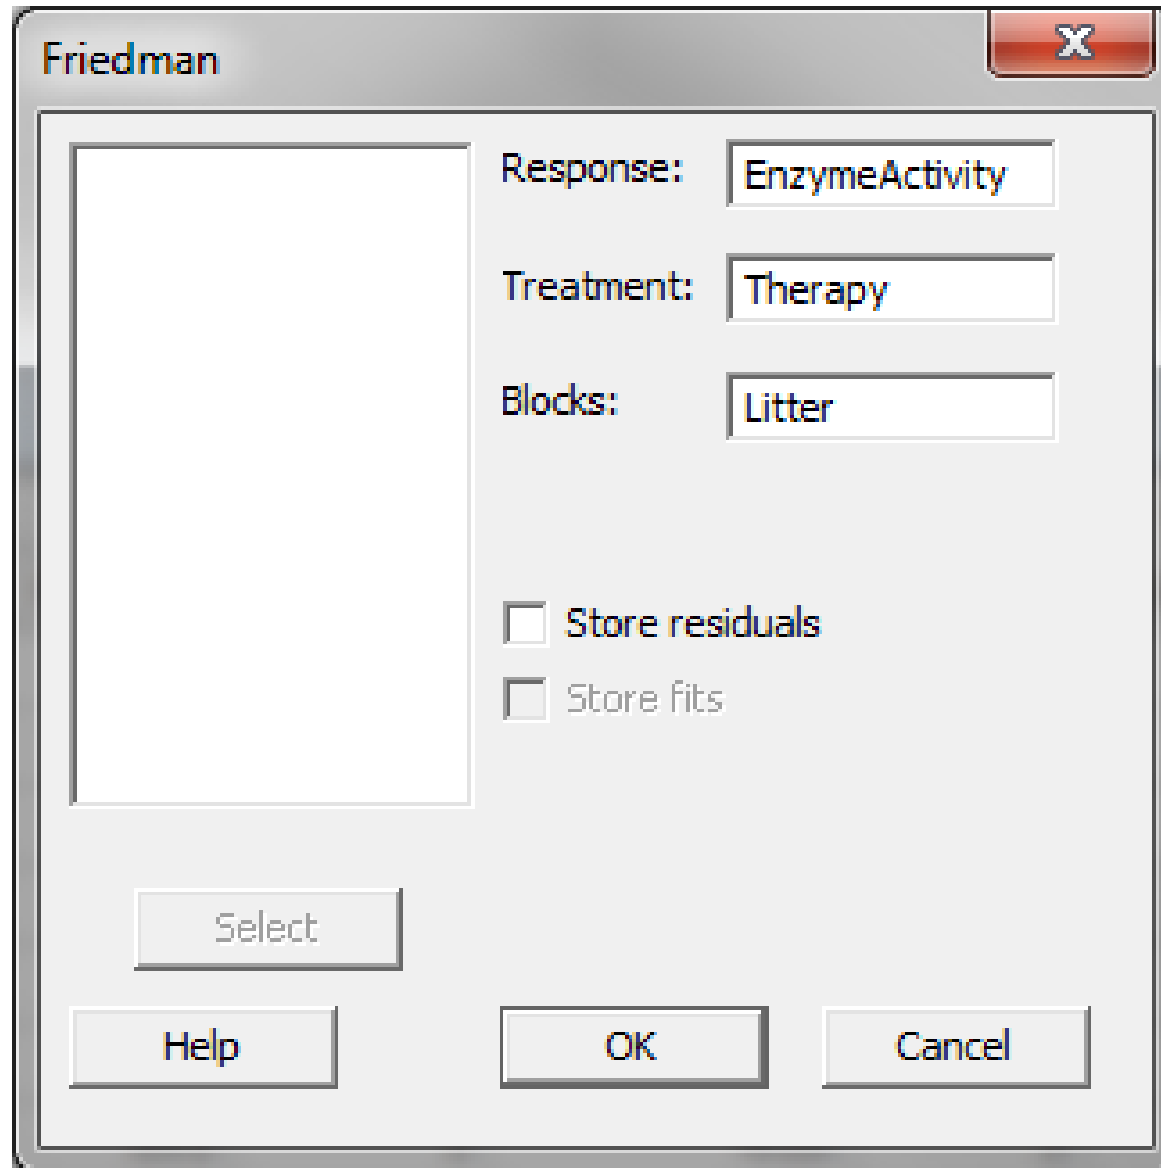 Friedman
Response: EnzymeActivity
Treatment: Therapy
Blocks: Litter
Store residuals
Store fits
Select
Help OK Cancel